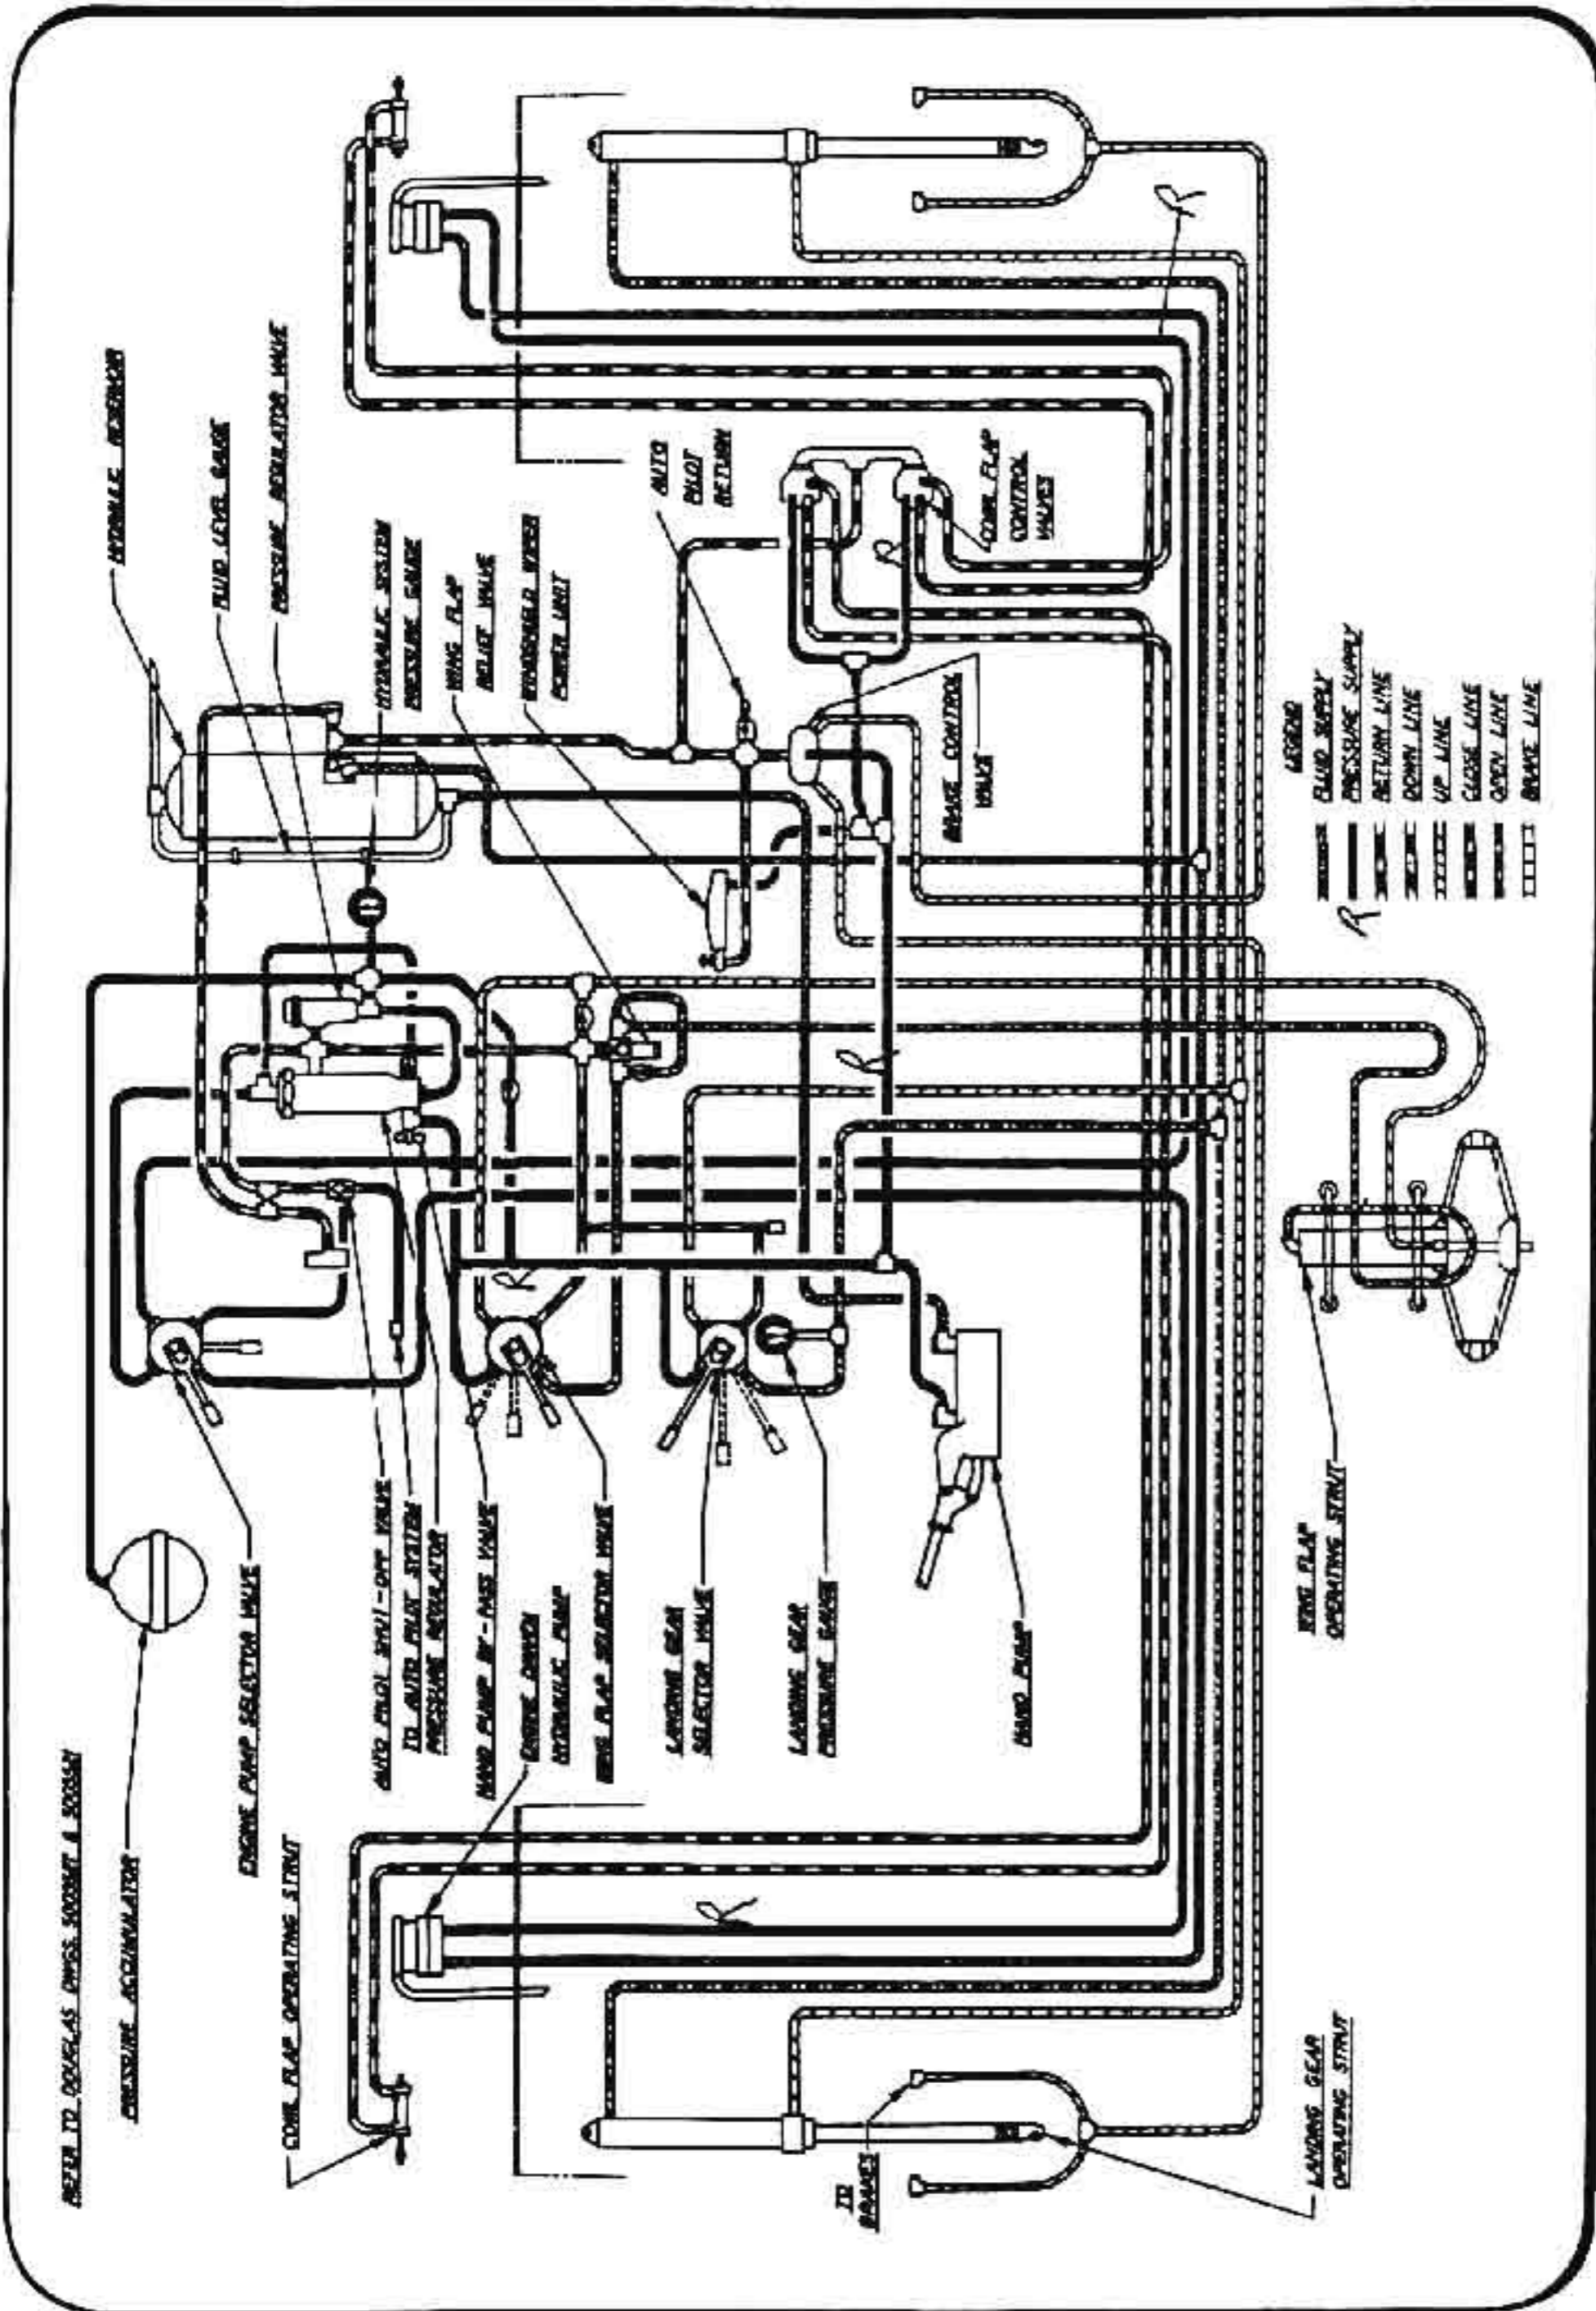 REFER TO DOUGLAS DWGS.
PRESSURE ACCUMULATOR
ENGINE PUMP SELECTOR VALVE
COWL FLAP OPERATING STRUT
AUTO PILOT SHUT-OFF VALVE
TO AUTO PILOT SYSTEM
PRESSURE REGULATOR
HAND PUMP BY-PASS VALVE
ENGINE DRIVEN
HYDRAULIC PUMP
WING FLAP SELECTOR VALVE
LANDING GEAR
SELECTOR VALVE
LANDING GEAR
PRESSURE GAUGE
HAND PUMP
HYDRAULIC RESERVOIR
FLUID LEVEL GAGE
PRESSURE REGULATOR VALVE
HYDRAULIC SYSTEM
PRESSURE GAUGE
WING FLAP
RELIEF VALVE
WINDSHIELD WIPER
POWER UNIT
AUTO
PILOT
RETURN
COWL FLAP
CONTROL
VALVES
BRAKE CONTROL
VALVE
TO
BRAKES
LANDING GEAR
OPERATING STRUT
WING FLAP
OPERATING STRUT
LEGEND
FLUID SUPPLY
R PRESSURE SUPPLY
RETURN LINE
DOWN LINE
UP LINE
CLOSE LINE
OPEN LINE
BRAKE LINE
R
R
R
R
R